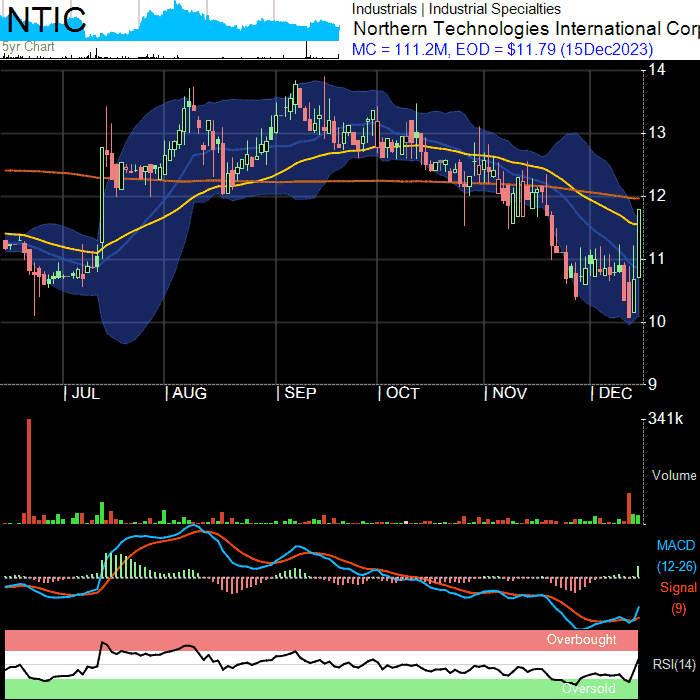 NTIC
5yr Chart
Industrials | Industrial Specialties
Northern Technologies International Corp
MC = 111.2M, EOD = $11.79 (15Dec2023)
14
13
12
11
10
9
JUL AUG SEP OCT NOV DEC
341k
Volume
MACD
(12-26)
Signal
(9)
Overbought
RSI(14)
Oversold